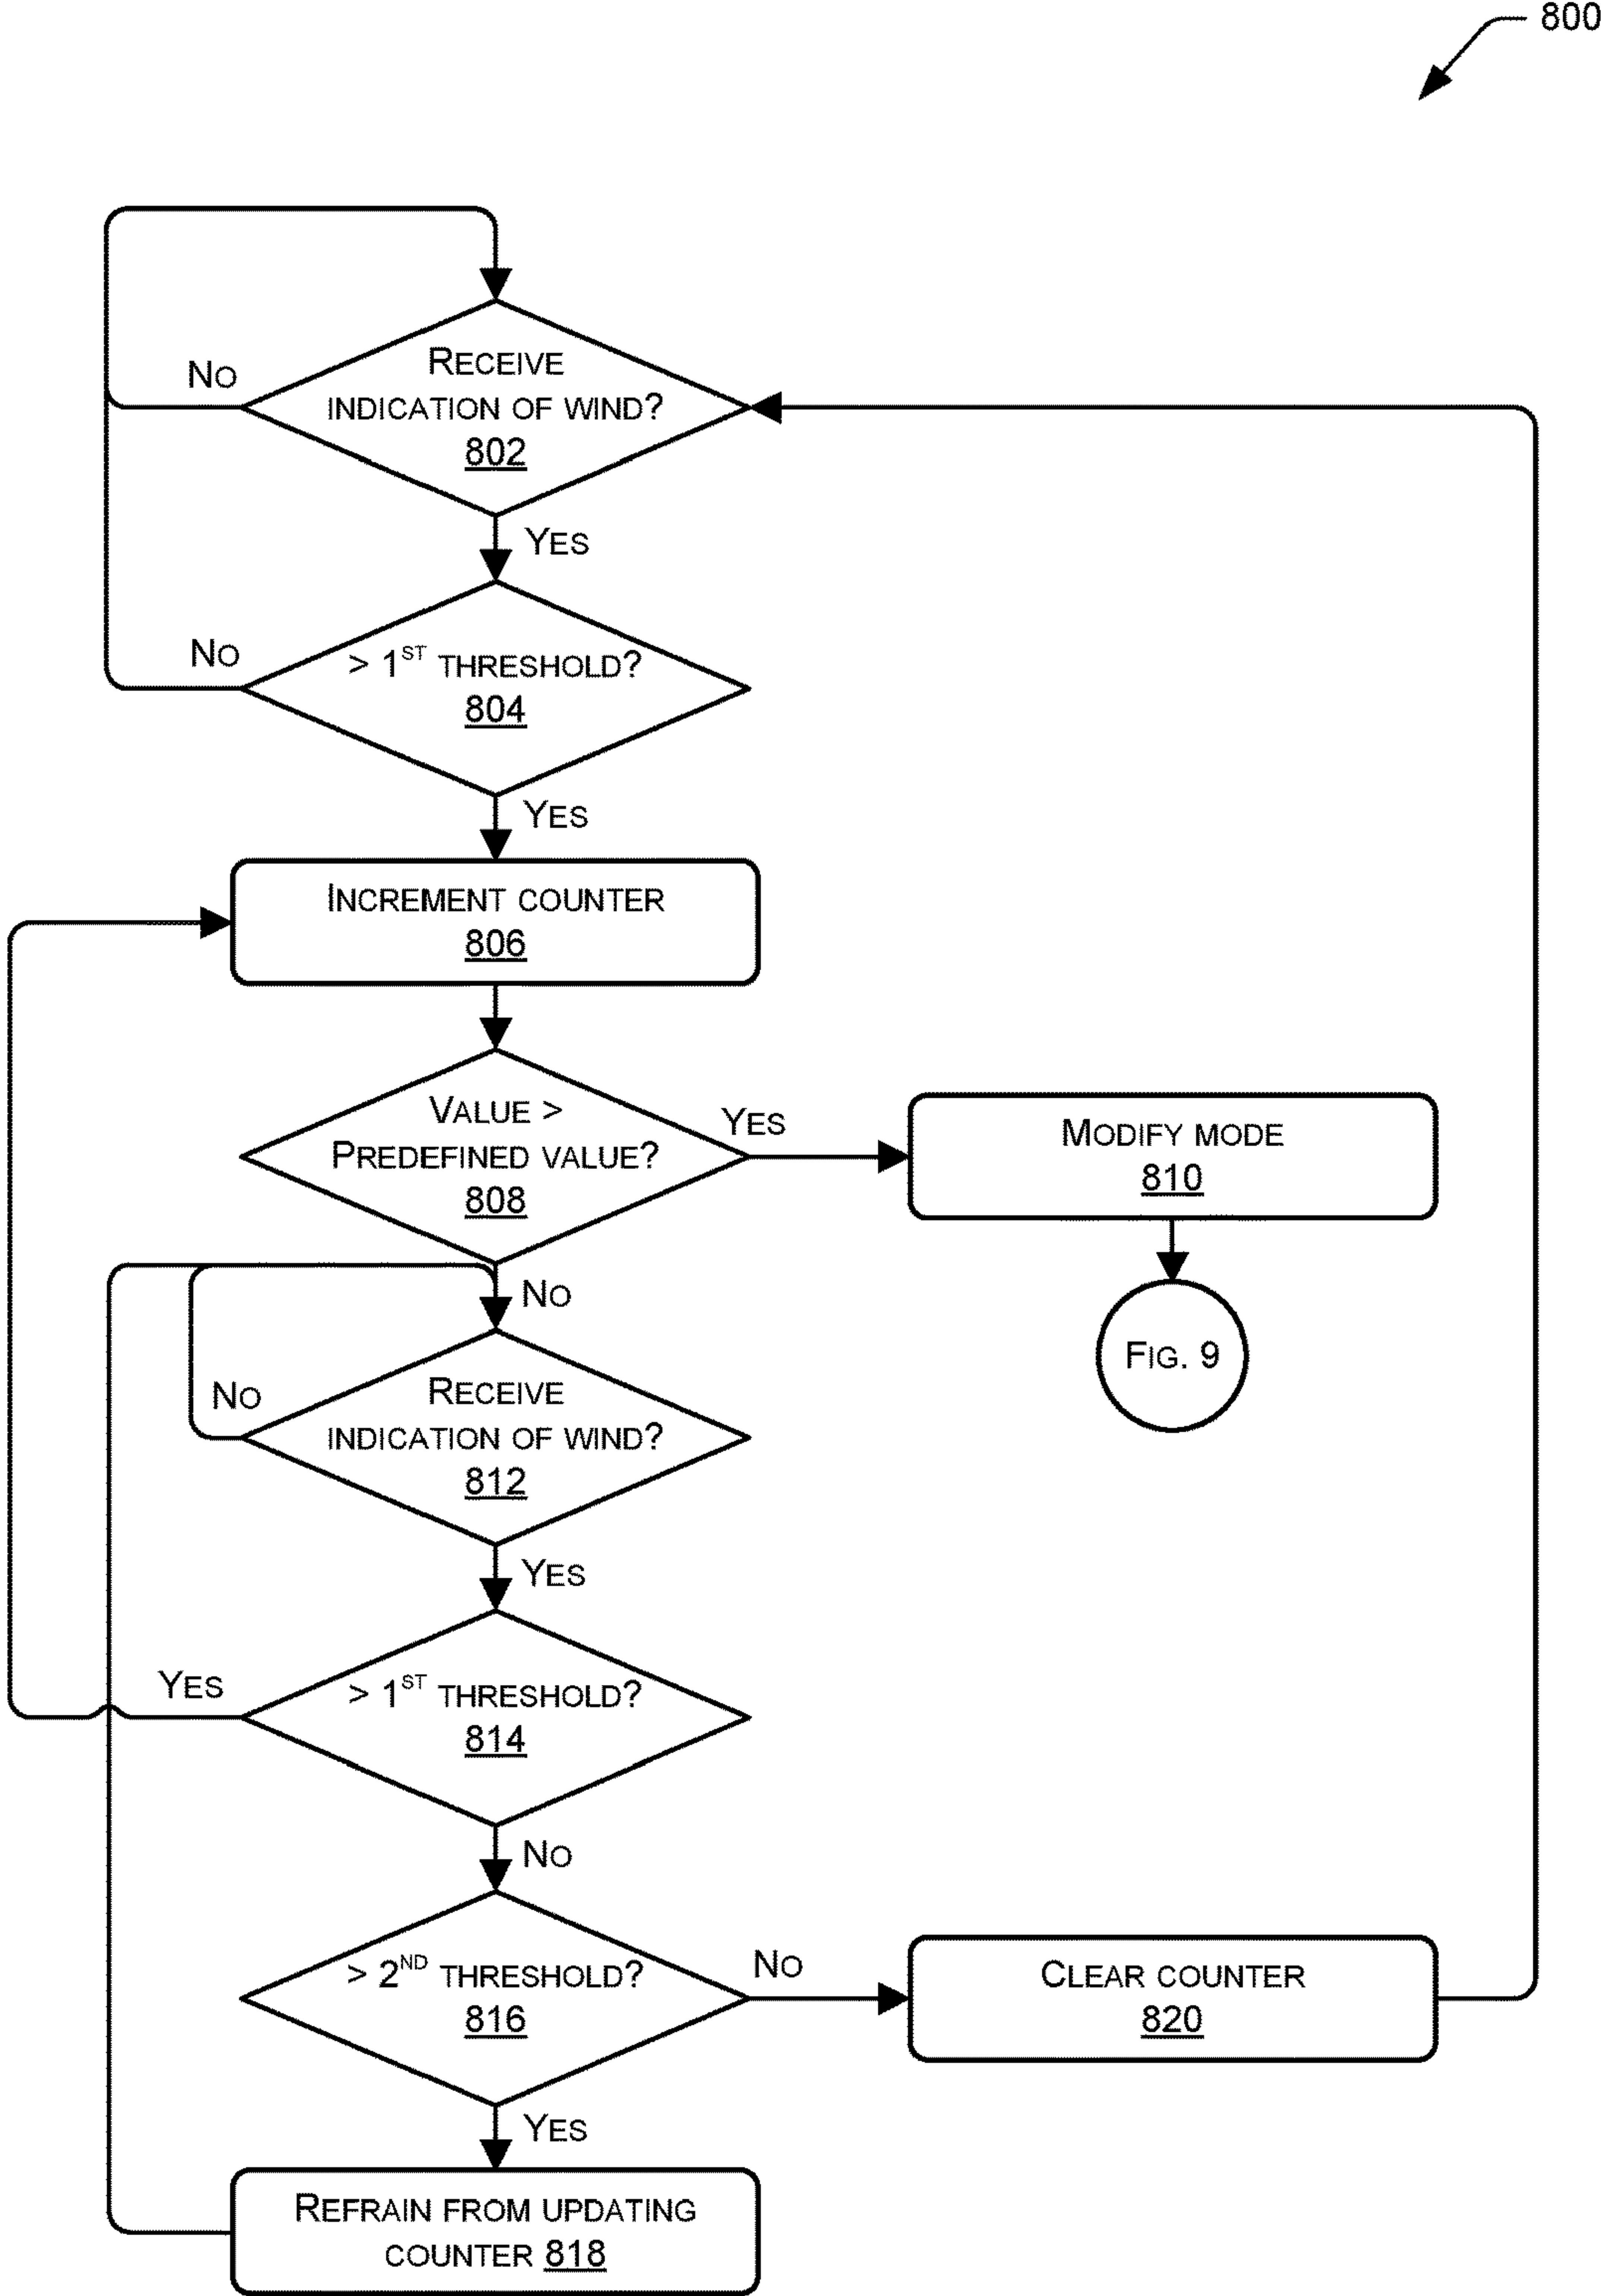 800
RECEIVE
INDICATION OF WIND?
802
NO
YES
> 1ST THRESHOLD?
804
NO
YES
INCREMENT COUNTER
806
VALUE >
PREDEFINED VALUE?
808
YES
MODIFY MODE
810
FIG. 9
NO
RECEIVE
INDICATION OF WIND?
812
NO
YES
> 1ST THRESHOLD?
814
YES
NO
> 2ND THRESHOLD?
816
NO
CLEAR COUNTER
820
YES
REFRAIN FROM UPDATING
COUNTER 818